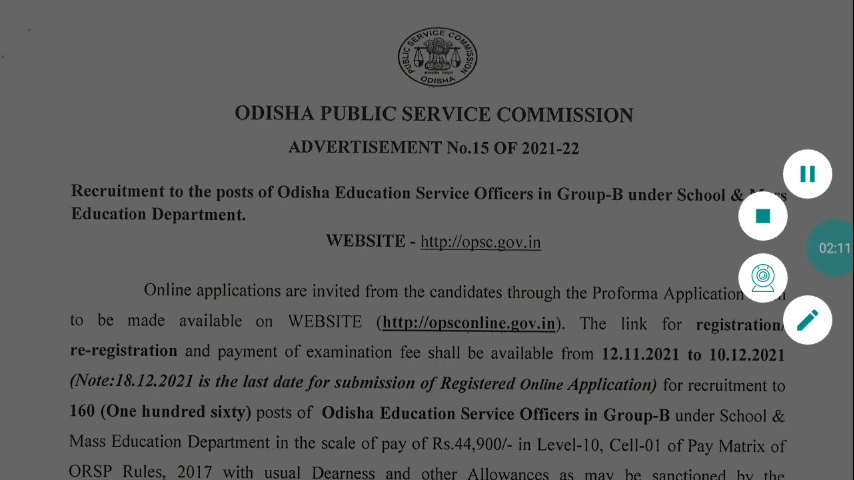 PUBLIC SERVICE COMMISSION
ODISHA
ODISHA PUBLIC SERVICE COMMISSION
ADVERTISEMENT No.15 OF 2021-22
Recruitment to the posts of Odisha Education Service Officers in Group-B under School & Mass
Education Department.
WEBSITE - http://opsc.gov.in
Online applications are invited from the candidates through the Proforma Application
to be made available on WEBSITE (http://opsconline.gov.in). The link for registration/
re-registration and payment of examination fee shall be available from 12.11.2021 to 10.12.2021
(Note:18.12.2021 is the last date for submission of Registered Online Application) for recruitment to
160 (One hundred sixty) posts of Odisha Education Service Officers in Group-B under School &
Mass Education Department in the scale of pay of Rs.44,900/- in Level-10, Cell-01 of Pay Matrix of
ORSP Rules, 2017 with usual Dearness and other Allowances as may be sanctioned by the
02:11